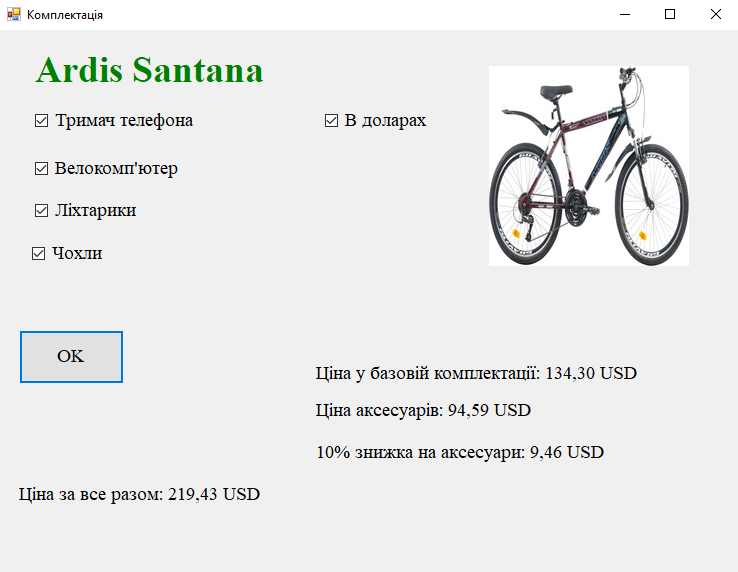 Комплектація
Ardis Santana
Тримач телефона
В доларах
Велокомп'ютер
Ліхтарики
Чохли
OK
Ціна у базовій комплектації: 134,30 USD
Ціна аксесуарів: 94,59 USD
10% знижка на аксесуари: 9,46 USD
Ціна за все разом: 219,43 USD